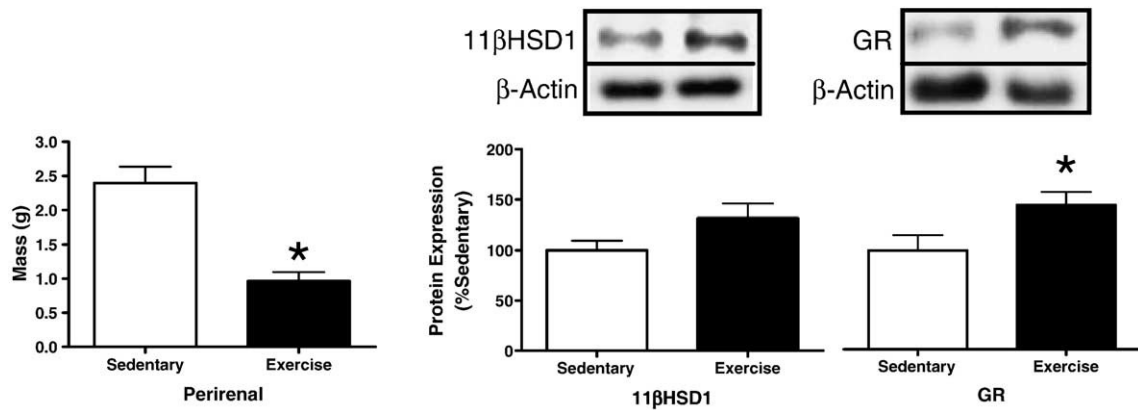 11βHSD1
β-Actin
GR
β-Actin
Mass (g)
3.0
2.5
2.0
1.5
1.0
0.5
0.0
*
Sedentary Exercise
Perirenal
Protein Expression
(%Sedentary)
200
150
100
50
0
Sedentary Exercise
11βHSD1
*
Sedentary Exercise
GR